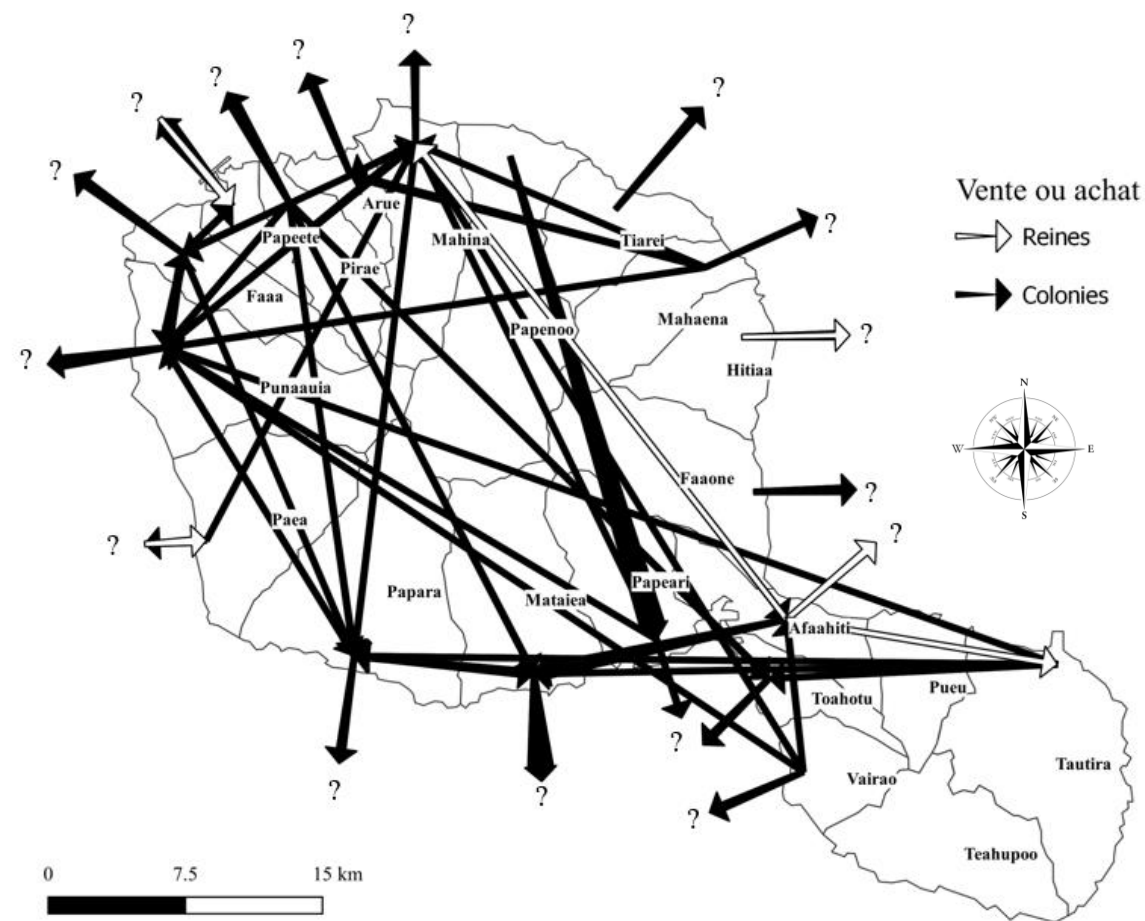 ?
?
?
?
?
?
?
Vente ou achat
Arue
Reines
?
Papeete
Mahina
Tiarei
Pirae
Faaa
Colonies
Papenoo
Mahaena
?
?
Hitiaa
Punaauia
N
W
E
S
Faaone
?
Paea
?
?
Papeari
Papara
Mataiea
Afaahiti
Pueu
Toahotu
?
Tautira
Vairao
?
?
?
Teahupoo
0 7.5 15 km